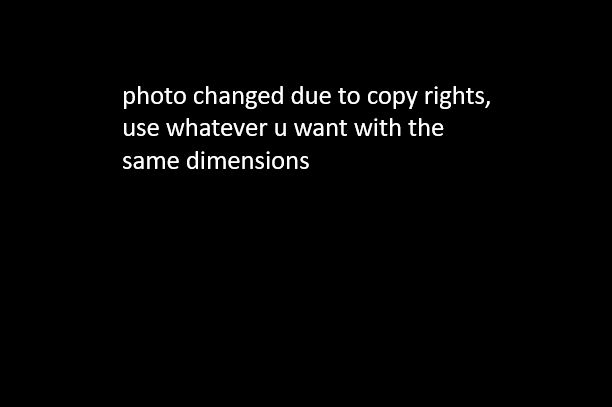 photo changed due to copy rights,
use whatever u want with the
same dimensions